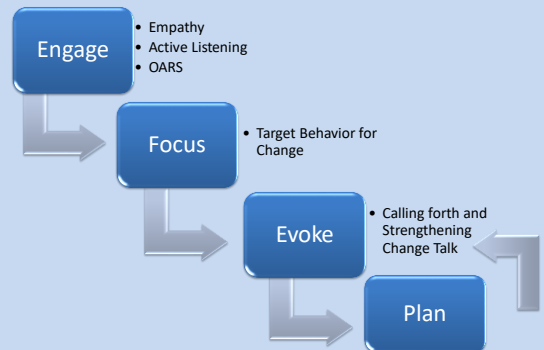 Engage
• Empathy
• Active Listening
• OARS
Focus
• Target Behavior for
Change
Evoke
• Calling forth and
Strengthening
Change Talk
Plan